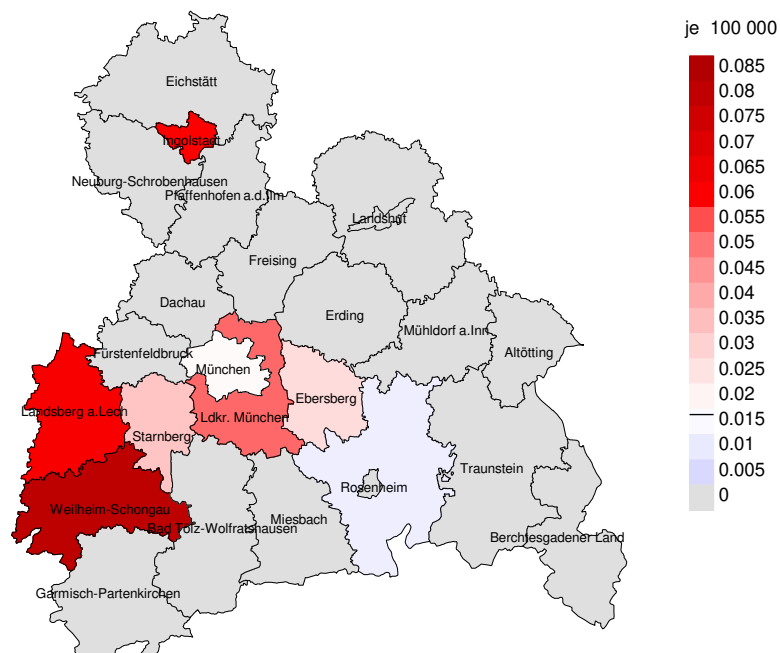 je 100 000
Eichstätt
Ingolstadt
Neuburg-Schrobenhausen
Pfaffenhofen a.d.Ilm
Landshut
Freising
Dachau
Erding
Mühldorf a.Inn
Altötting
Fürstenfeldbruck
München
Ebersberg
Landsberg a.Lech
Ldkr. München
Starnberg
Traunstein
Rosenheim
Weilheim-Schongau
Miesbach
Bad Tölz-Wolfratshausen
Berchtesgadener Land
Garmisch-Partenkirchen
0.085
0.08
0.075
0.07
0.065
0.06
0.055
0.05
0.045
0.04
0.035
0.03
0.025
0.02
0.015
0.01
0.005
0